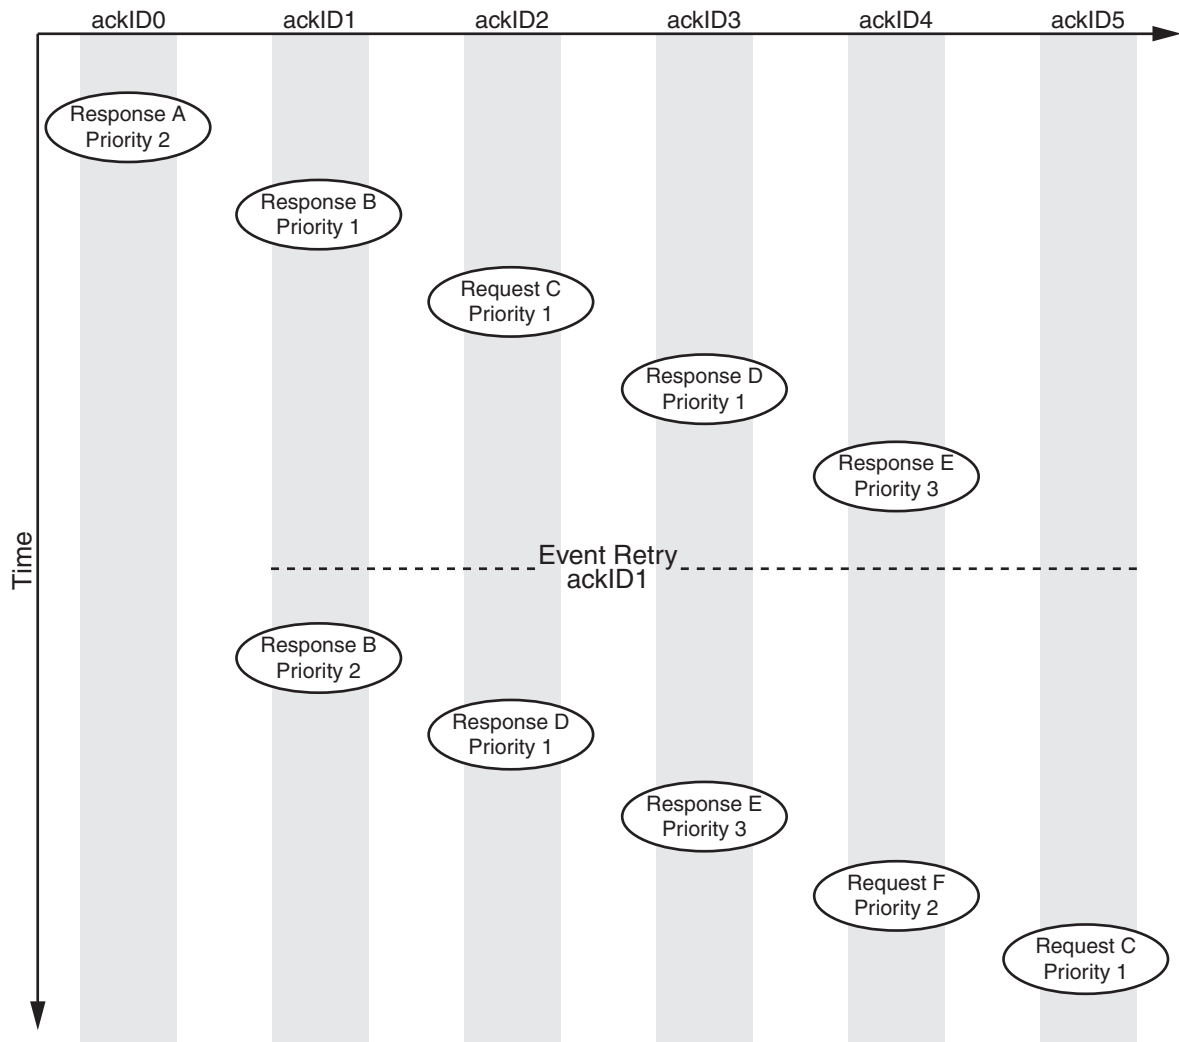 ackID0 ackID1 ackID2 ackID3 ackID4 ackID5
Response A
Priority 2
Response B
Priority 1
Request C
Priority 1
Response D
Priority 1
Response E
Priority 3
Time
Event Retry
ackID1
Response B
Priority 2
Response D
Priority 1
Response E
Priority 3
Request F
Priority 2
Request C
Priority 1